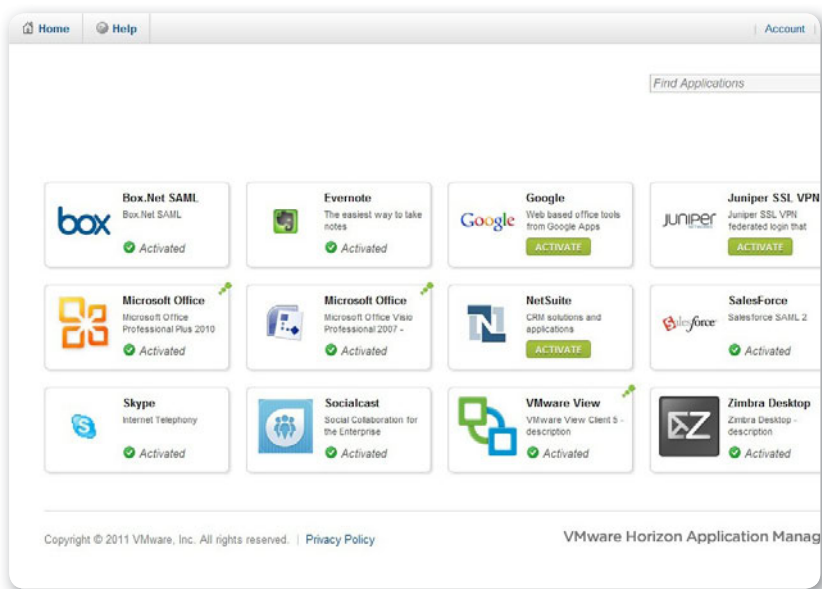 Home Help | Account |
Find Applications
box
Box.Net SAML
Box.Net SAML
Activated
Evernote
The easiest way to take
notes
Activated
Google
Google
Web based office tools
from Google Apps
ACTIVATE
JUNIPER
NETWORKS
Juniper SSL VPN
Juniper SSL VPN
federated login that
ACTIVATE
Microsoft Office
Microsoft Office
Professional Plus 2010
Activated
Microsoft Office
Microsoft Office Visio
Professional 2007 -
Activated
N
NetSuite
CRM solutions and
applications
ACTIVATE
salesforce
SalesForce
Salesforce SAML 2
Activated
S
Skype
Internet Telephony
Activated
Socialcast
Social Collaboration for
the Enterprise
Activated
VMware View
VMware View Client 5 -
description
Activated
Z
Zimbra Desktop
Zimbra Desktop -
description
Activated
Copyright © 2011 VMware, Inc. All rights reserved. | Privacy Policy
VMware Horizon Application Manag